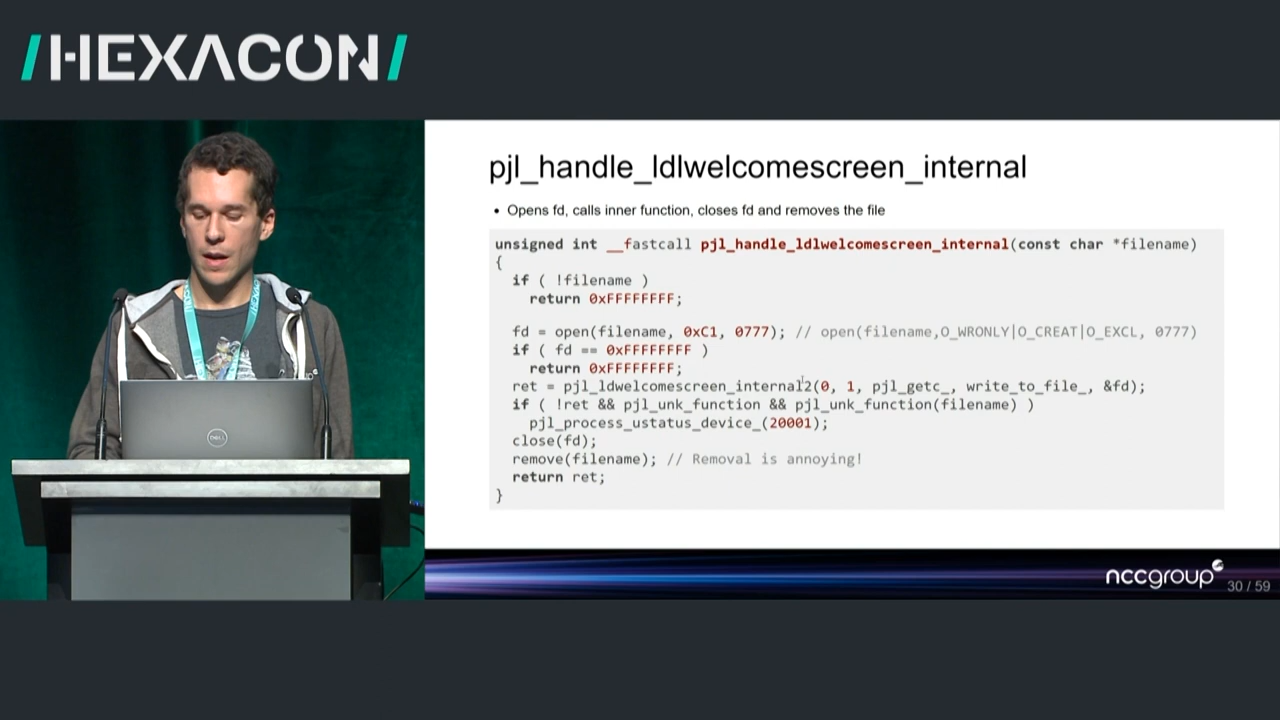 /HEXACON/
pjl_handle_ldlwelcomescreen_internal
• Opens fd, calls inner function, closes fd and removes the file
unsigned int __fastcall pjl_handle_ldlwelcomescreen_internal(const char *filename)
{
if ( !filename )
return 0xFFFFFFFF;
fd = open(filename, 0xC1, 0777); // open(filename,O_WRONLY|O_CREAT|O_EXCL, 0777)
if ( fd == 0xFFFFFFFF )
return 0xFFFFFFFF;
ret = pjl_ldwelcomescreen_internal2(0, 1, pjl_getc_, write_to_file_, &fd);
if ( !ret && pjl_unk_function && pjl_unk_function(filename) )
pjl_process_ustatus_device_(20001);
close(fd);
remove(filename); // Removal is annoying!
return ret;
}
nccgroup
30 / 59
DELL